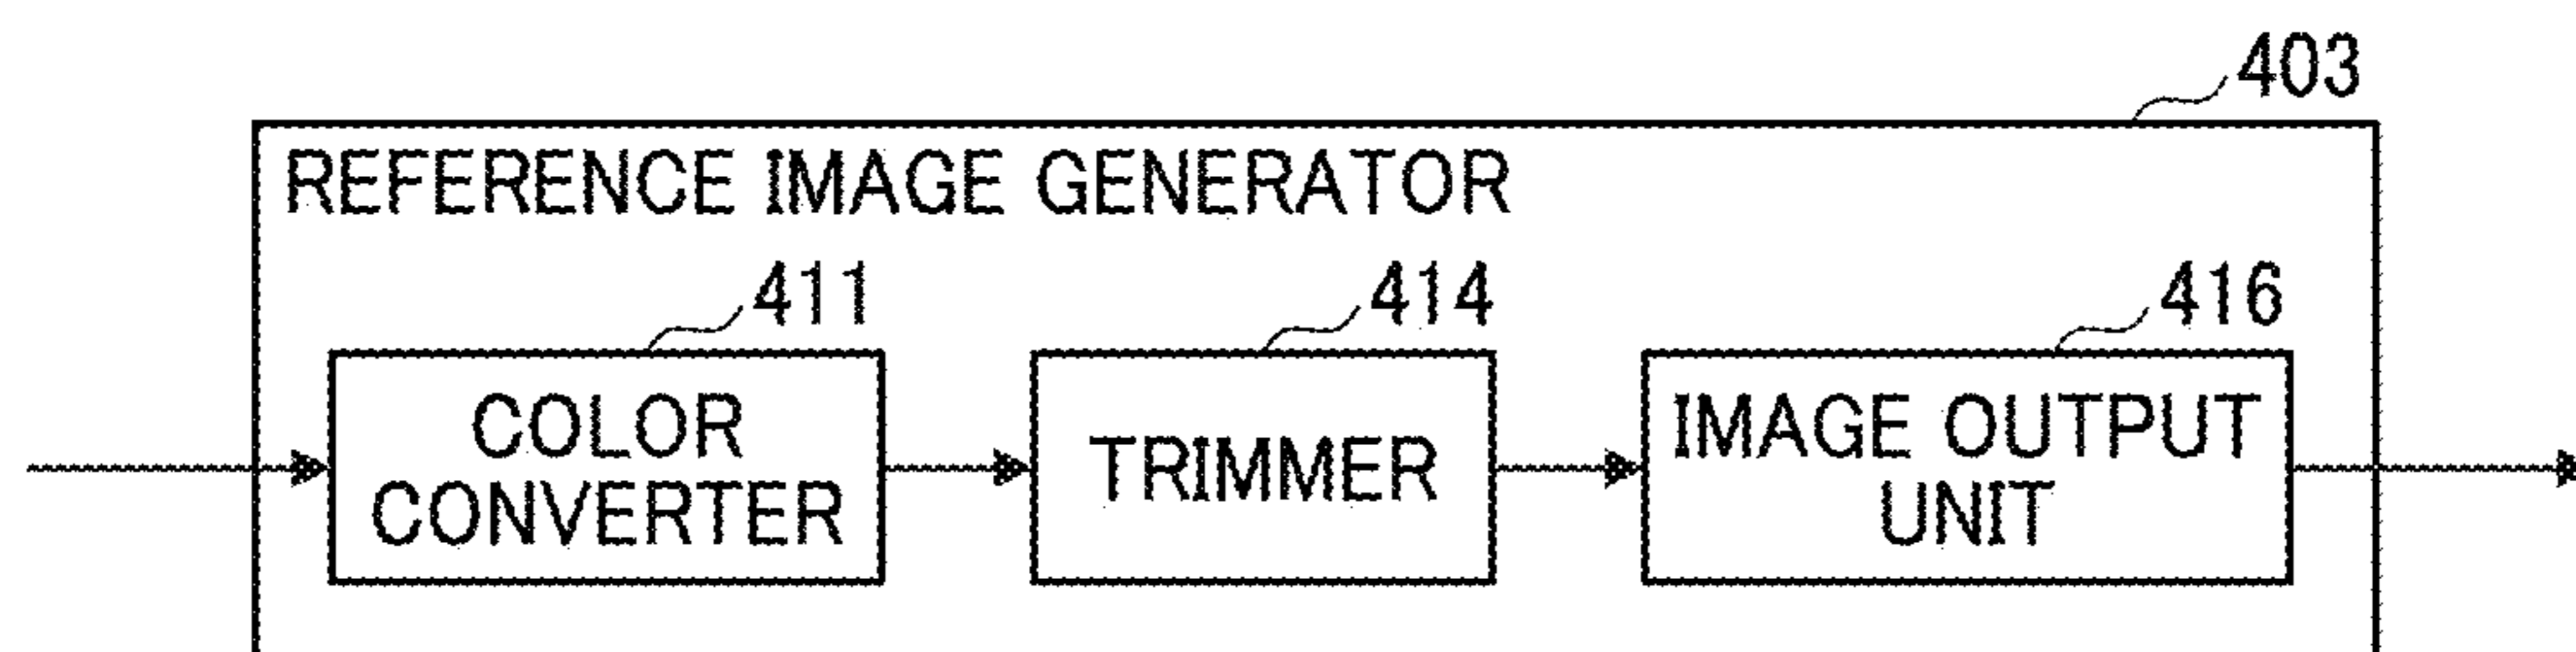 403
REFERENCE IMAGE GENERATOR
411
414
416
COLOR
CONVERTER
TRIMMER
IMAGE OUTPUT
UNIT